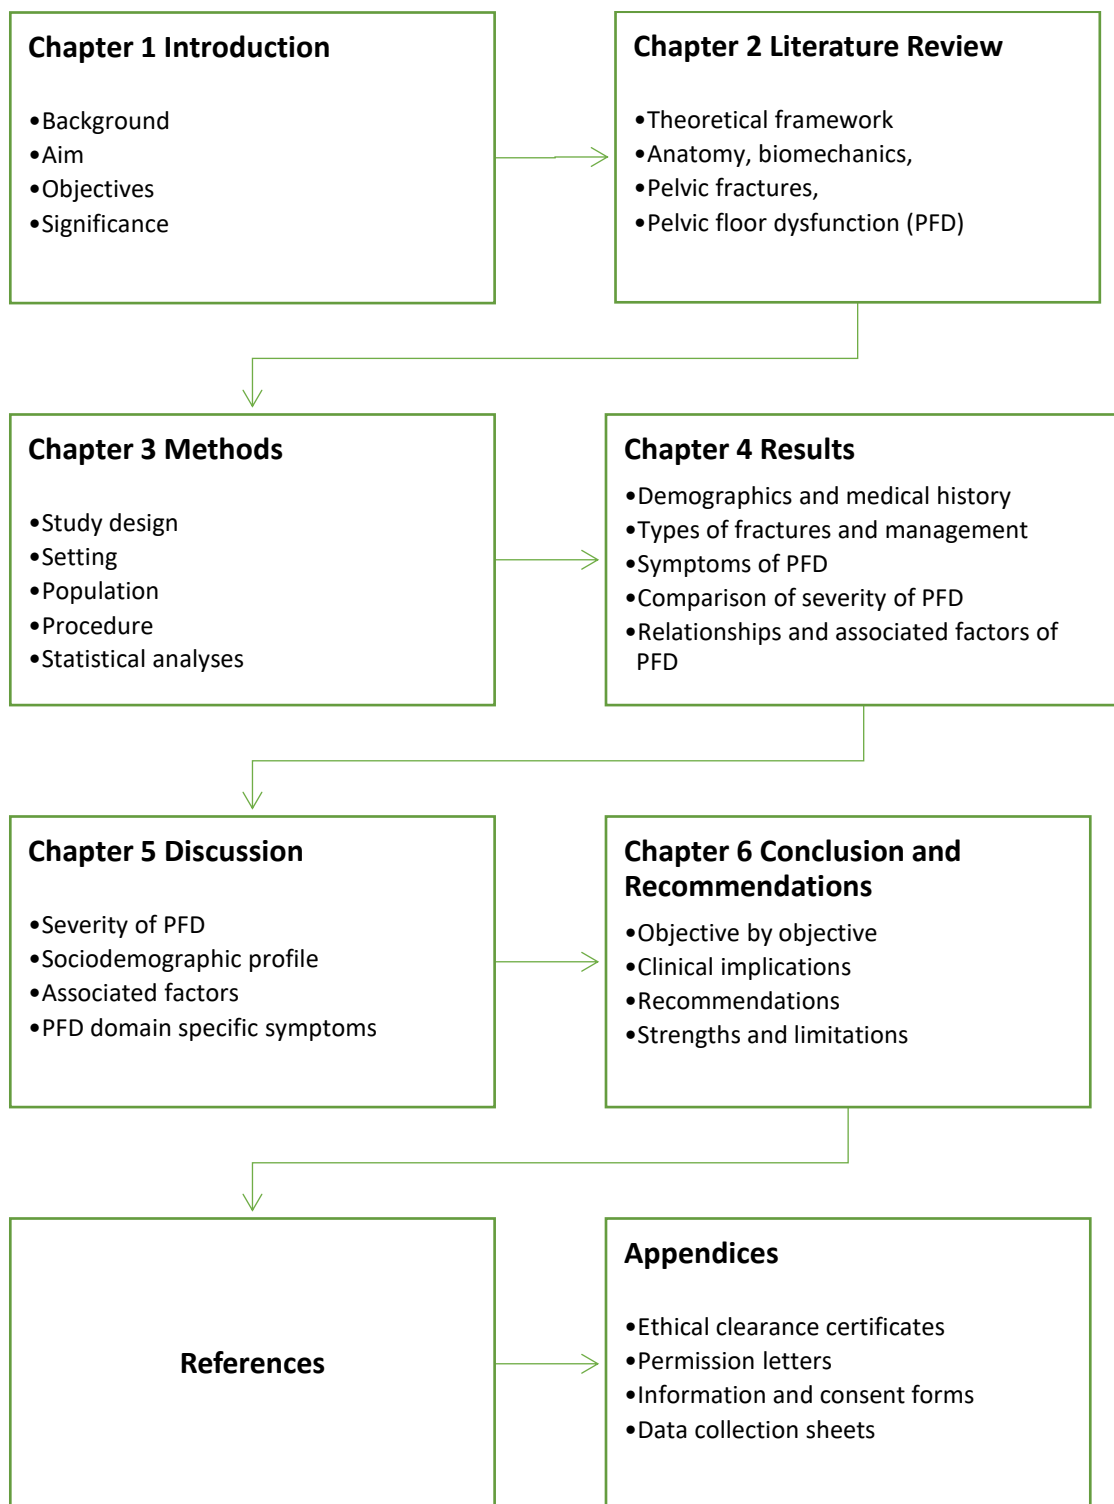 Chapter 1 Introduction
•Background
•Aim
•Objectives
•Significance
Chapter 2 Literature Review
•Theoretical framework
•Anatomy, biomechanics,
•Pelvic fractures,
•Pelvic floor dysfunction (PFD)
Chapter 3 Methods
•Study design
•Setting
•Population
•Procedure
•Statistical analyses
Chapter 4 Results
•Demographics and medical history
•Types of fractures and management
•Symptoms of PFD
•Comparison of severity of PFD
•Relationships and associated factors of
PFD
Chapter 5 Discussion
•Severity of PFD
•Sociodemographic profile
•Associated factors
•PFD domain specific symptoms
Chapter 6 Conclusion and
Recommendations
•Objective by objective
•Clinical implications
•Recommendations
•Strengths and limitations
References
Appendices
•Ethical clearance certificates
•Permission letters
•Information and consent forms
•Data collection sheets